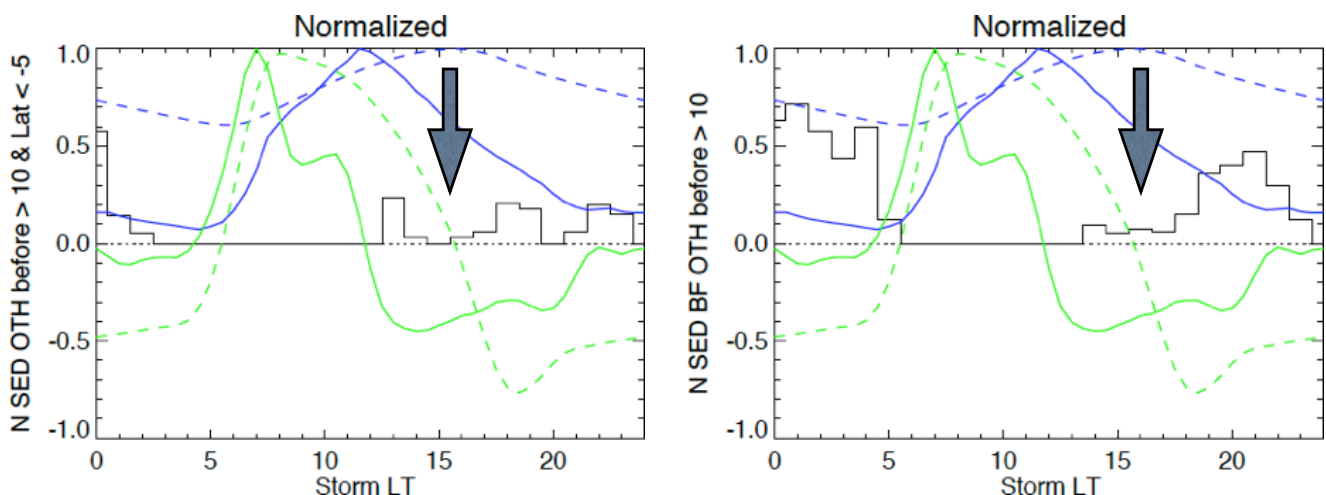 Normalized
N SED OTH before > 10 & Lat < -5
1.0
0.5
0.0
-0.5
-1.0
0 5 10 15 20
Storm LT
Normalized
N SED BF OTH before > 10
1.0
0.5
0.0
-0.5
-1.0
0 5 10 15 20
Storm LT